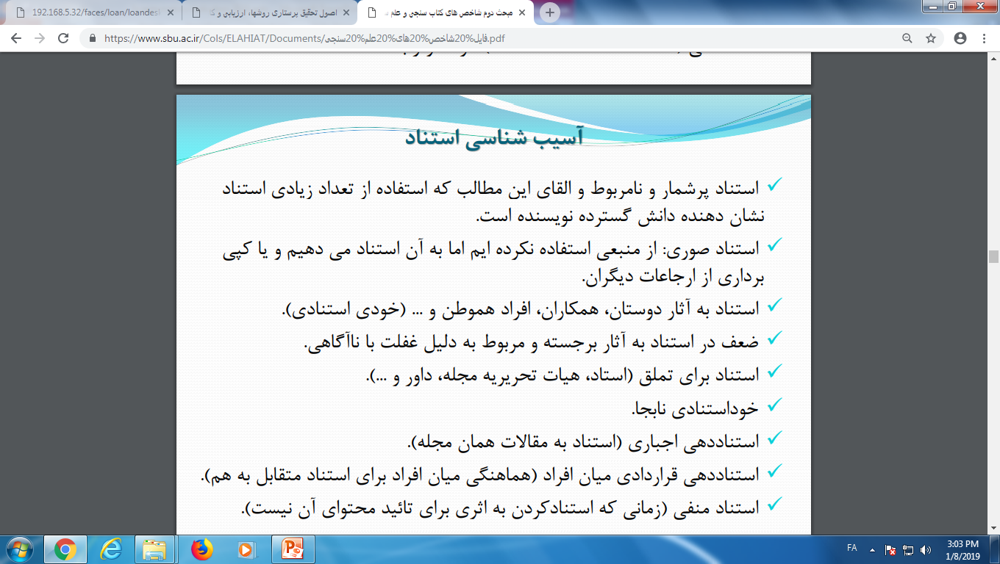 192.168.5.32/faces/loan/loandesk
اصول تحقیق پرستاری روشها، ارزیابی و ک
مبحث دوم شاخص های کتاب سنجی و علم س
https://www.sbu.ac.ir/Cols/ELAHIAT/Documents/فایل%20شاخص%20های%20علم%20سنجی.pdf
آسیب شناسی استناد
استناد پرشمار و نامربوط و القای این مطالب که استفاده از تعداد زیادی استناد
نشان دهنده دانش گسترده نویسنده است.
استناد صوری: از منبعی استفاده نکرده ایم اما به آن استناد می دهیم و یا کپی
برداری از ارجاعات دیگران.
استناد به آثار دوستان، همکاران، افراد هموطن و ... (خودی استنادی).
ضعف در استناد به آثار برجسته و مربوط به دلیل غفلت با ناآگاهی.
استناد برای تملق (استاد، هیات تحریریه مجله، داور و ...).
خوداستنادی نابجا.
استناددهی اجباری (استناد به مقالات همان مجله).
استناددهی قراردادی میان افراد (هماهنگی میان افراد برای استناد متقابل به هم).
استناد منفی (زمانی که استنادکردن به اثری برای تائید محتوای آن نیست).
FA
3:03 PM
1/8/2019